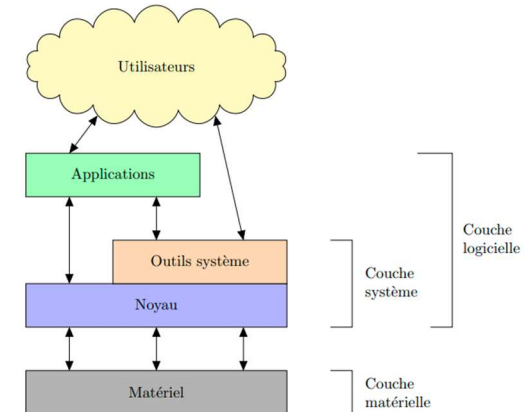 Utilisateurs
Applications
Couche
logicielle
Outils système
Couche
système
Noyau
Matériel
Couche
matérielle